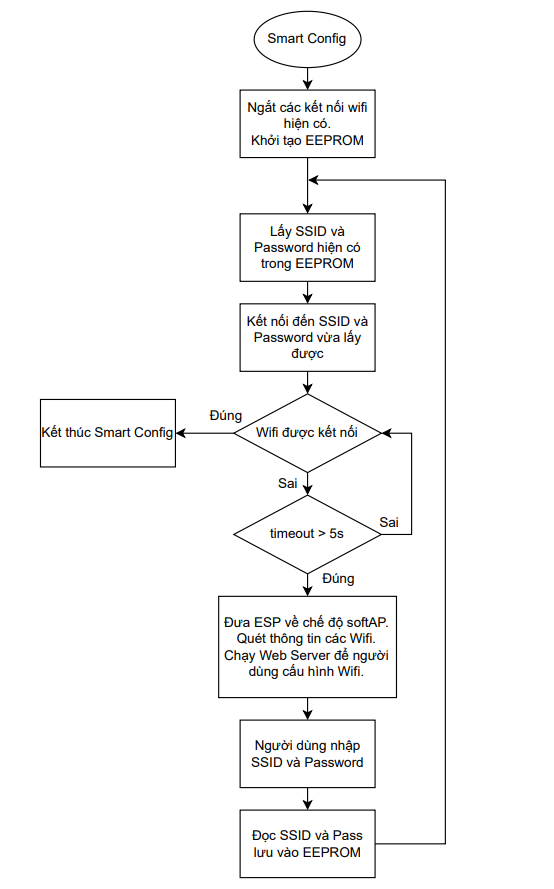 Smart Config
Ngắt các kết nối wifi
hiện có.
Khởi tạo EEPROM
Lấy SSID và
Password hiện có
trong EEPROM
Kết nối đến SSID và
Password vừa lấy
được
Đúng
Kết thúc Smart Config
Wifi được kết nối
Sai
Sai
timeout > 5s
Đúng
Đưa ESP về chế độ softAP.
Quét thông tin các Wifi.
Chạy Web Server để người
dùng cấu hình Wifi.
Người dùng nhập
SSID và Password
Đọc SSID và Pass
lưu vào EEPROM